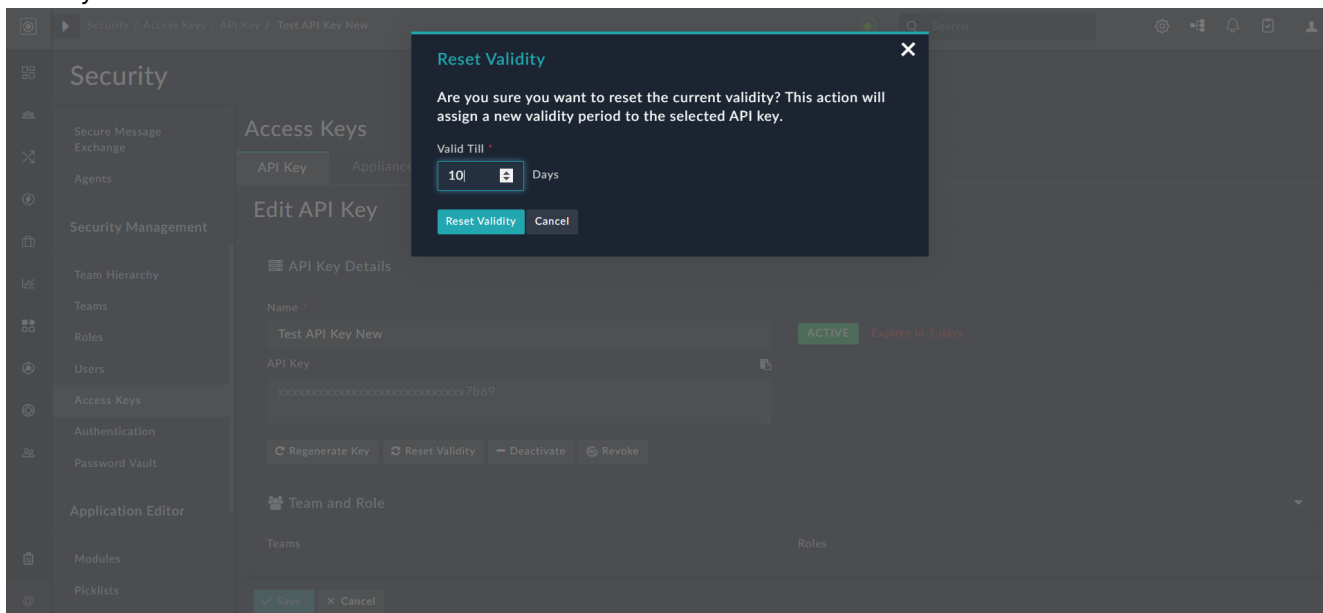 Security / Access Keys / API Key / Test API Key New
Search
Security
Secure Message
Exchange
Agents
Security Management
Team Hierarchy
Teams
Roles
Users
Access Keys
Authentication
Password Vault
Application Editor
Modules
Picklists
Access Keys
API Key
Appliance
Edit API Key
API Key Details
Name *
Test API Key New
ACTIVE
Expires in 5 days
API Key
xxxxxxxxxxxxxxxxxxxxxxxxxxxx7b69
Regenerate Key
Reset Validity
Deactivate
Revoke
Team and Role
Teams
Roles
Save
Cancel
Reset Validity
Are you sure you want to reset the current validity? This action will
assign a new validity period to the selected API key.
Valid Till *
10
Days
Reset Validity
Cancel